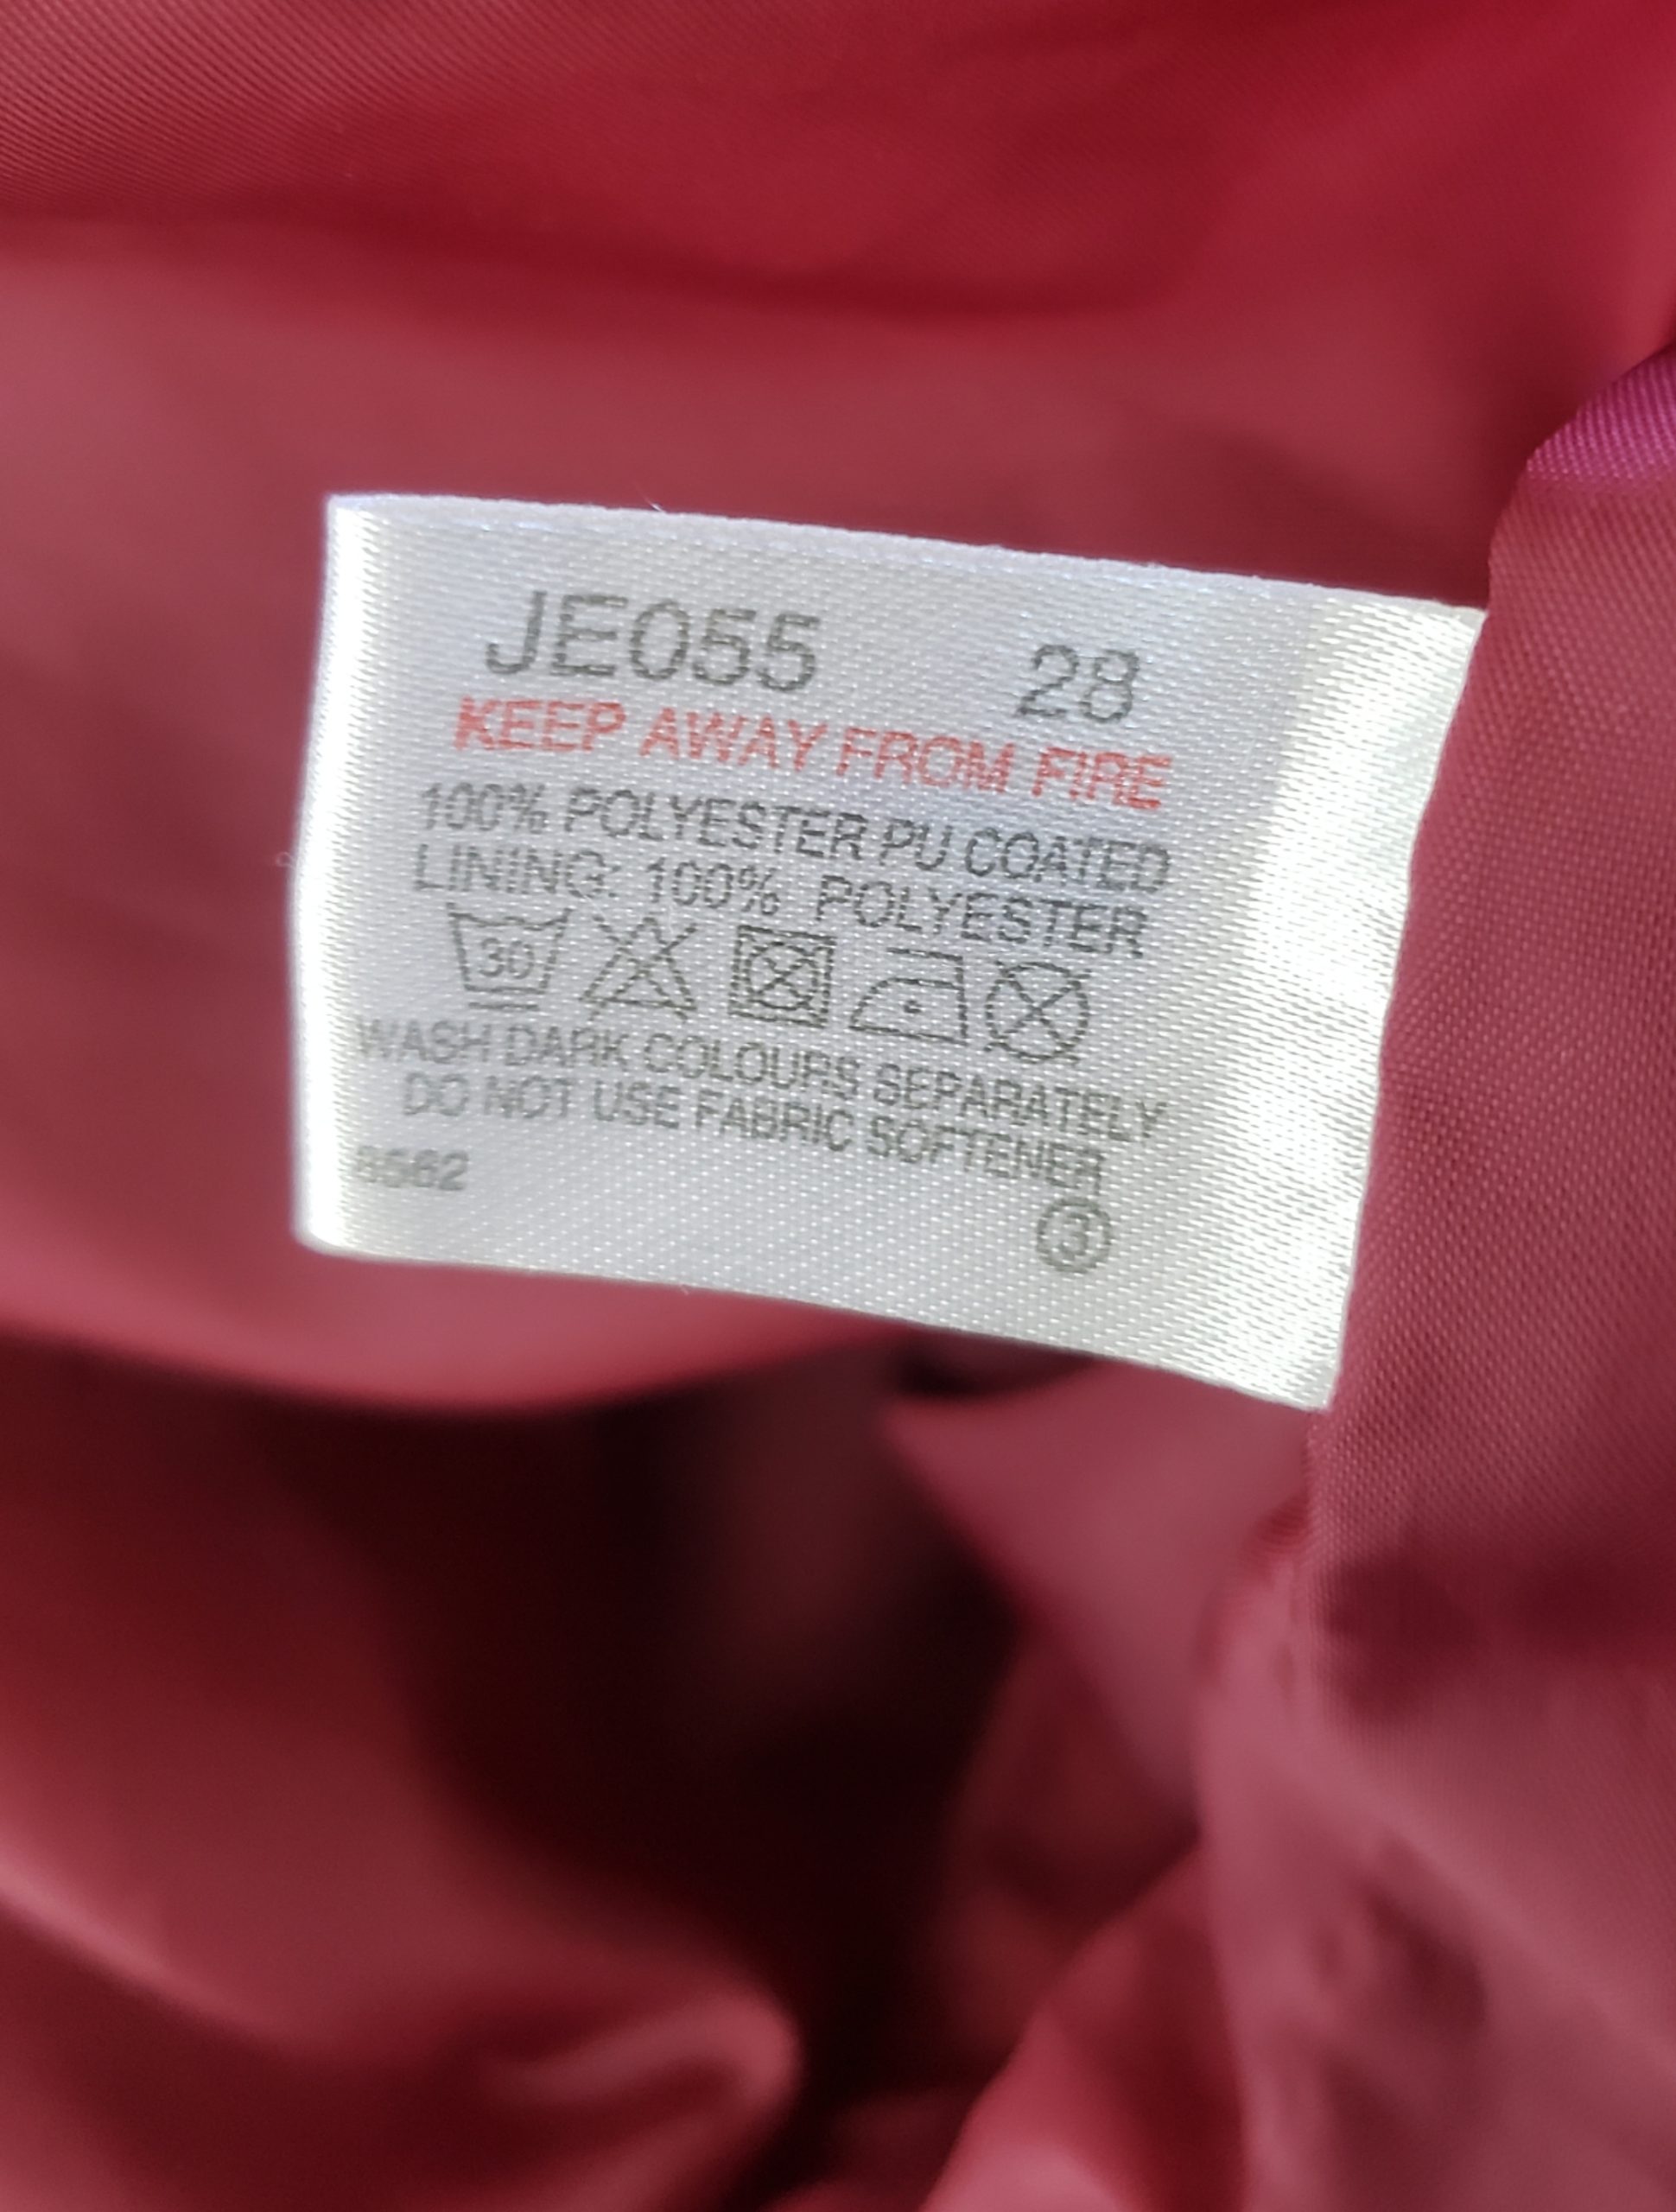 JE055 28
KEEP AWAY FROM FIRE
100% POLYESTER PU COATED
LINING: 100% POLYESTER
30
WASH DARK COLOURS SEPARATELY
DO NOT USE FABRIC SOFTENER
3